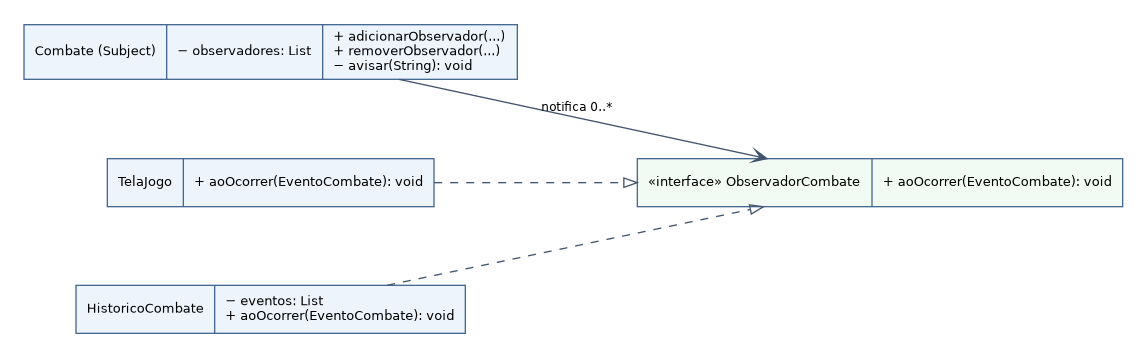 Combate (Subject)
− observadores: List
+ adicionarObservador(...)
+ removerObservador(...)
− avisar(String): void
notifica 0..*
TelaJogo
+ aoOcorrer(EventoCombate): void
«interface» ObservadorCombate
+ aoOcorrer(EventoCombate): void
HistoricoCombate
− eventos: List
+ aoOcorrer(EventoCombate): void